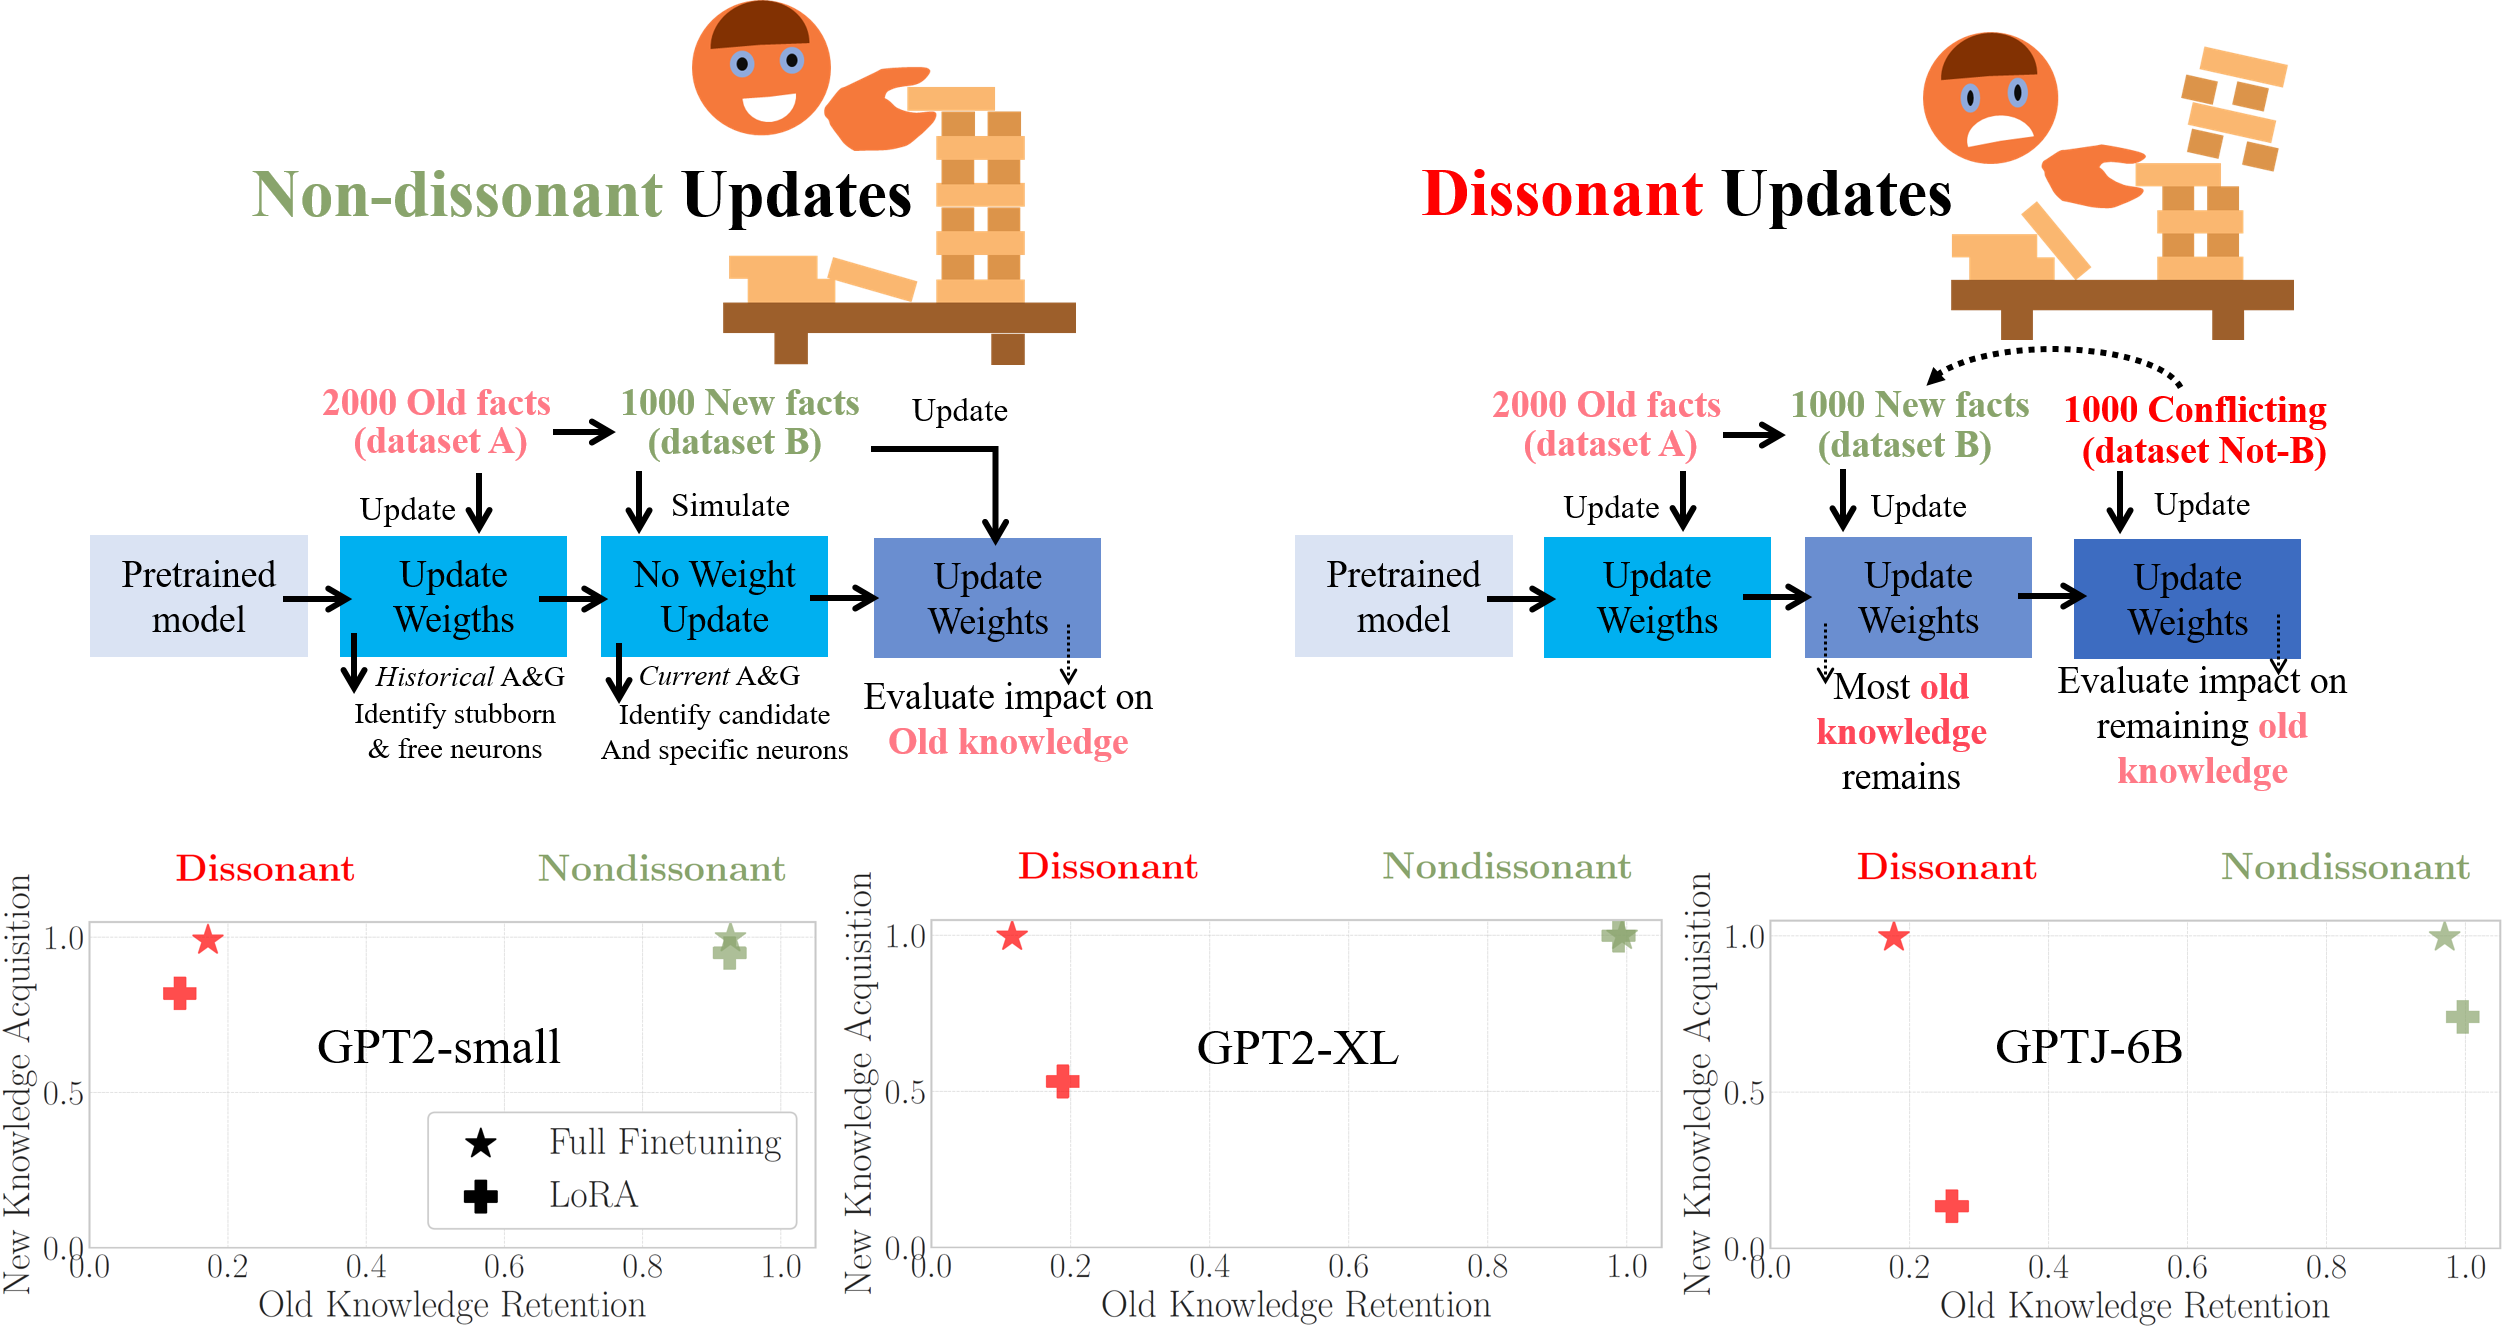 Non-dissonant Updates
2000 Old facts
(dataset A)
1000 New facts
(dataset B)
Update
Update
Simulate
Pretrained
model
Update
Weigths
No Weight
Update
Update
Weights
Historical A&G
Identify stubborn
& free neurons
Current A&G
Identify candidate
And specific neurons
Evaluate impact on
Old knowledge
Dissonant Updates
2000 Old facts
(dataset A)
1000 New facts
(dataset B)
1000 Conflicting
(dataset Not-B)
Update
Update
Update
Pretrained
model
Update
Weigths
Update
Weights
Update
Weights
Most old
knowledge
remains
Evaluate impact on
remaining old
knowledge
Dissonant
Nondissonant
New Knowledge Acquisition
1.0
0.5
0.0
GPT2-small
Full Finetuning
LoRA
0.0 0.2 0.4 0.6 0.8 1.0
Old Knowledge Retention
Dissonant
Nondissonant
New Knowledge Acquisition
1.0
0.5
0.0
GPT2-XL
0.0 0.2 0.4 0.6 0.8 1.0
Old Knowledge Retention
Dissonant
Nondissonant
New Knowledge Acquisition
1.0
0.5
0.0
GPTJ-6B
0.0 0.2 0.4 0.6 0.8 1.0
Old Knowledge Retention